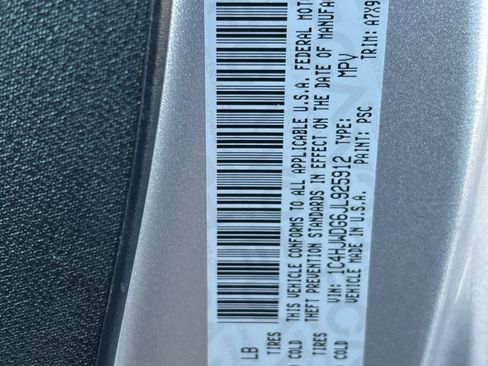 LB
TIRES
COLD
THIS VEHICLE CONFORMS TO ALL APPLICABLE U.S.A. FEDERAL MOTOR
THEFT PREVENTION STANDARDS IN EFFECT ON THE DATE OF MANUFA
TIRES
COLD
VIN: 1C4HJWDG6JL925912 TYPE: MPV
VEHICLE MADE IN U.S.A. PAINT: PSC TRIM: A7X9